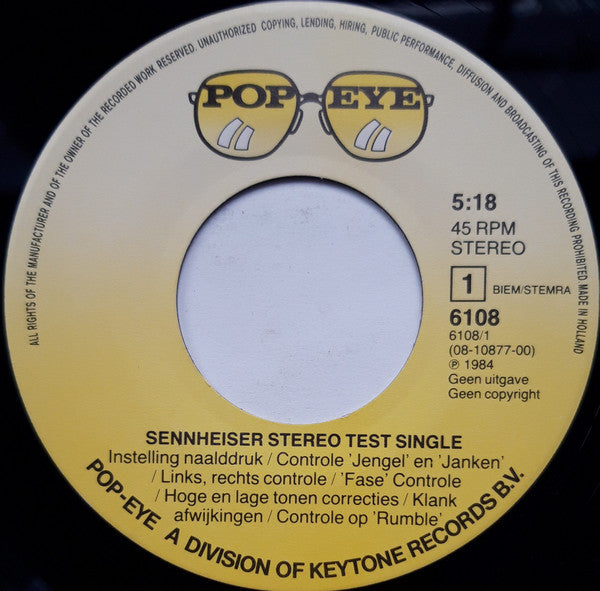 ALL RIGHTS OF THE MANUFACTURER AND OF THE OWNER OF THE RECORDED WORK RESERVED. UNAUTHORIZED COPYING, LENDING, HIRING, PUBLIC PERFORMANCE, DIFFUSION AND BROADCASTING OF THIS RECORDING PROHIBITED. MADE IN HOLLAND
POP EYE
5:18
45 RPM
STEREO
1 BIEM/STEMRA
6108
6108/1
(08-10877-00)
℗ 1984
Geen uitgave
Geen copyright
SENNHEISER STEREO TEST SINGLE
Instelling naalddruk / Controle 'Jengel' en 'Janken'
/ Links, rechts controle / 'Fase' Controle
/ Hoge en lage tonen correcties / Klank
afwijkingen / Controle op 'Rumble'
POP-EYE A DIVISION OF KEYTONE RECORDS B.V.